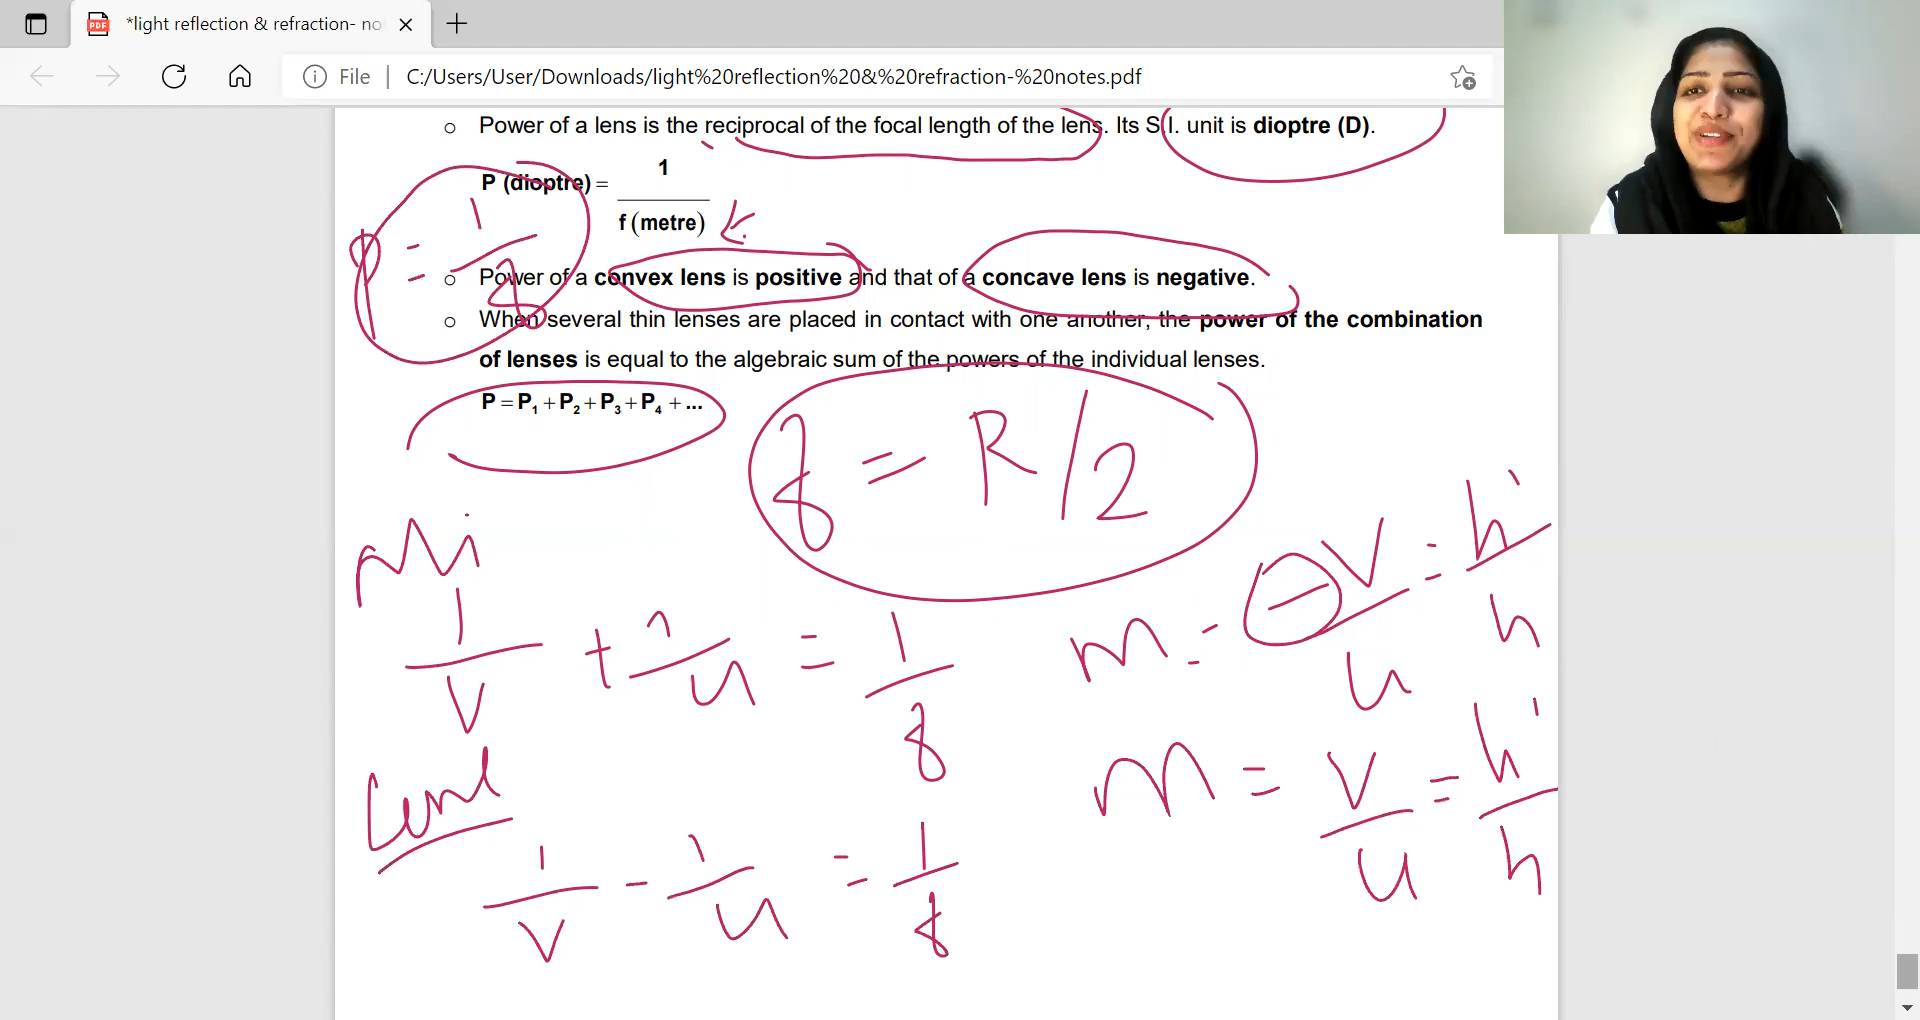 *light reflection & refraction- no
File C:/Users/User/Downloads/light%20reflection%20&%20refraction-%20notes.pdf
Power of a lens is the reciprocal of the focal length of the lens. Its S.I. unit is dioptre (D).
P (dioptre) = 1 / f (metre)
P = 1/f
Power of a convex lens is positive and that of a concave lens is negative.
When several thin lenses are placed in contact with one another, the power of the combination
of lenses is equal to the algebraic sum of the powers of the individual lenses.
P = P₁ + P₂ + P₃ + P₄ + ...
f = R/2
Mi
1/v + 1/u = 1/f
m = -v/u = h'/h
Lens
1/v - 1/u = 1/f
m = v/u = h'/h